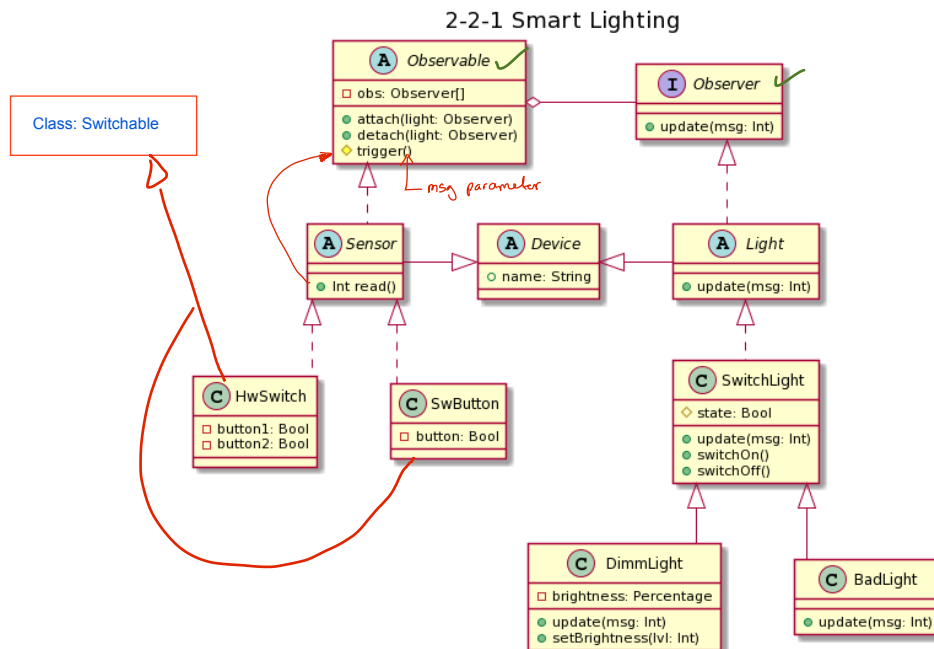 2-2-1 Smart Lighting
A Observable
obs: Observer[]
attach(light: Observer)
detach(light: Observer)
trigger()
msg parameter
I Observer
update(msg: Int)
Class: Switchable
A Sensor
Int read()
A Device
name: String
A Light
update(msg: Int)
C HwSwitch
button1: Bool
button2: Bool
C SwButton
button: Bool
C SwitchLight
state: Bool
update(msg: Int)
switchOn()
switchOff()
C DimmLight
brightness: Percentage
update(msg: Int)
setBrightness(lvl: Int)
C BadLight
update(msg: Int)